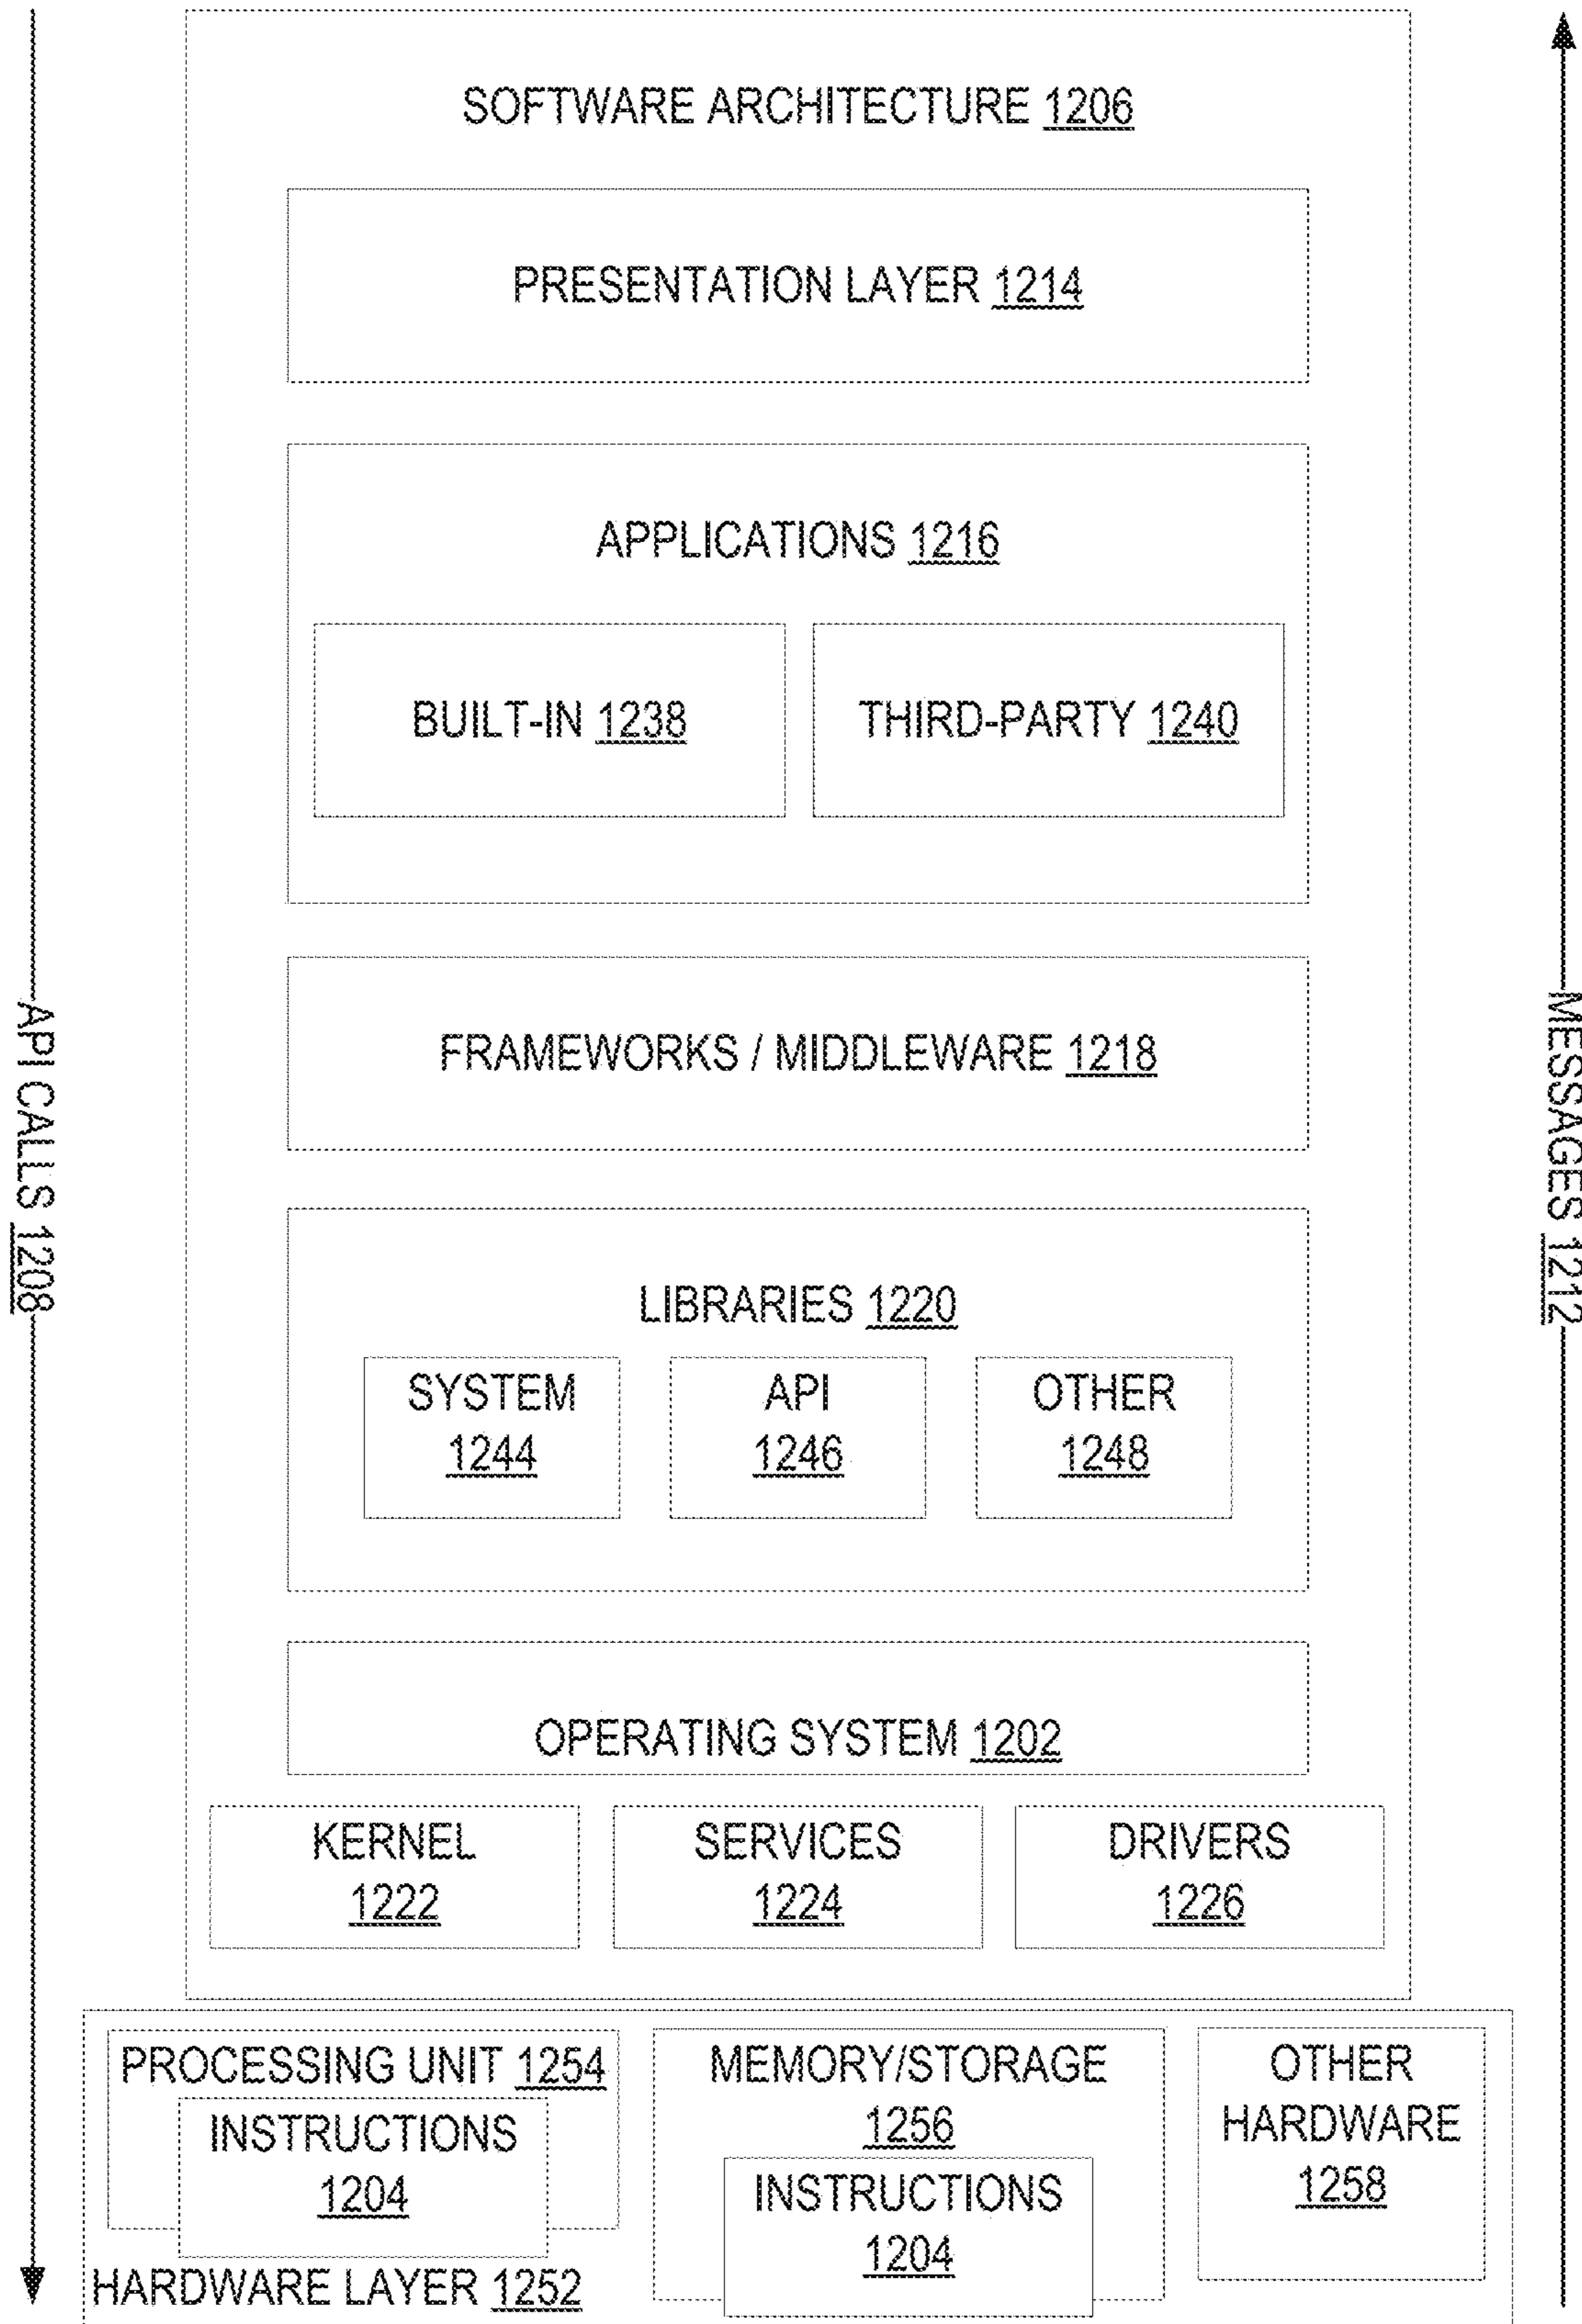 SOFTWARE ARCHITECTURE 1206
PRESENTATION LAYER 1214
APPLICATIONS 1216
BUILT-IN 1238
THIRD-PARTY 1240
FRAMEWORKS / MIDDLEWARE 1218
API CALLS 1208
MESSAGES 1212
LIBRARIES 1220
SYSTEM
1244
API
1246
OTHER
1248
OPERATING SYSTEM 1202
KERNEL
1222
SERVICES
1224
DRIVERS
1226
PROCESSING UNIT 1254
INSTRUCTIONS
1204
MEMORY/STORAGE
1256
INSTRUCTIONS
1204
OTHER
HARDWARE
1258
HARDWARE LAYER 1252